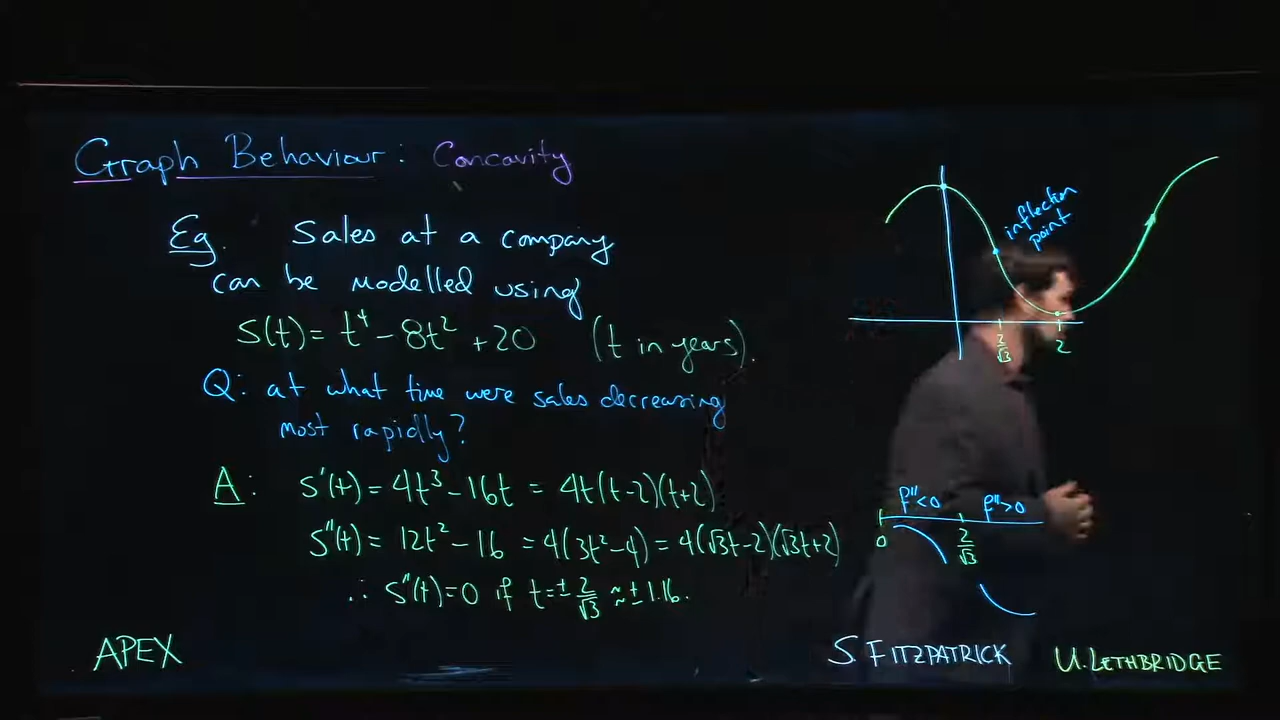 Graph Behaviour: Concavity
Eg. Sales at a company
can be modelled using
S(t) = t⁴ - 8t² + 20 (t in years).
Q: at what time were sales decreasing
most rapidly?
A: S'(t) = 4t³ - 16t = 4t(t-2)(t+2)
S''(t) = 12t² - 16 = 4(3t² - 4) = 4(√3t-2)(√3t+2)
∴ S''(t) = 0 if t = ± 2/√3 ≈ ± 1.16.
inflection
point
2/√3 2
f''<0 f''>0
0 2/√3
APEX S. FITZPATRICK U. LETHBRIDGE